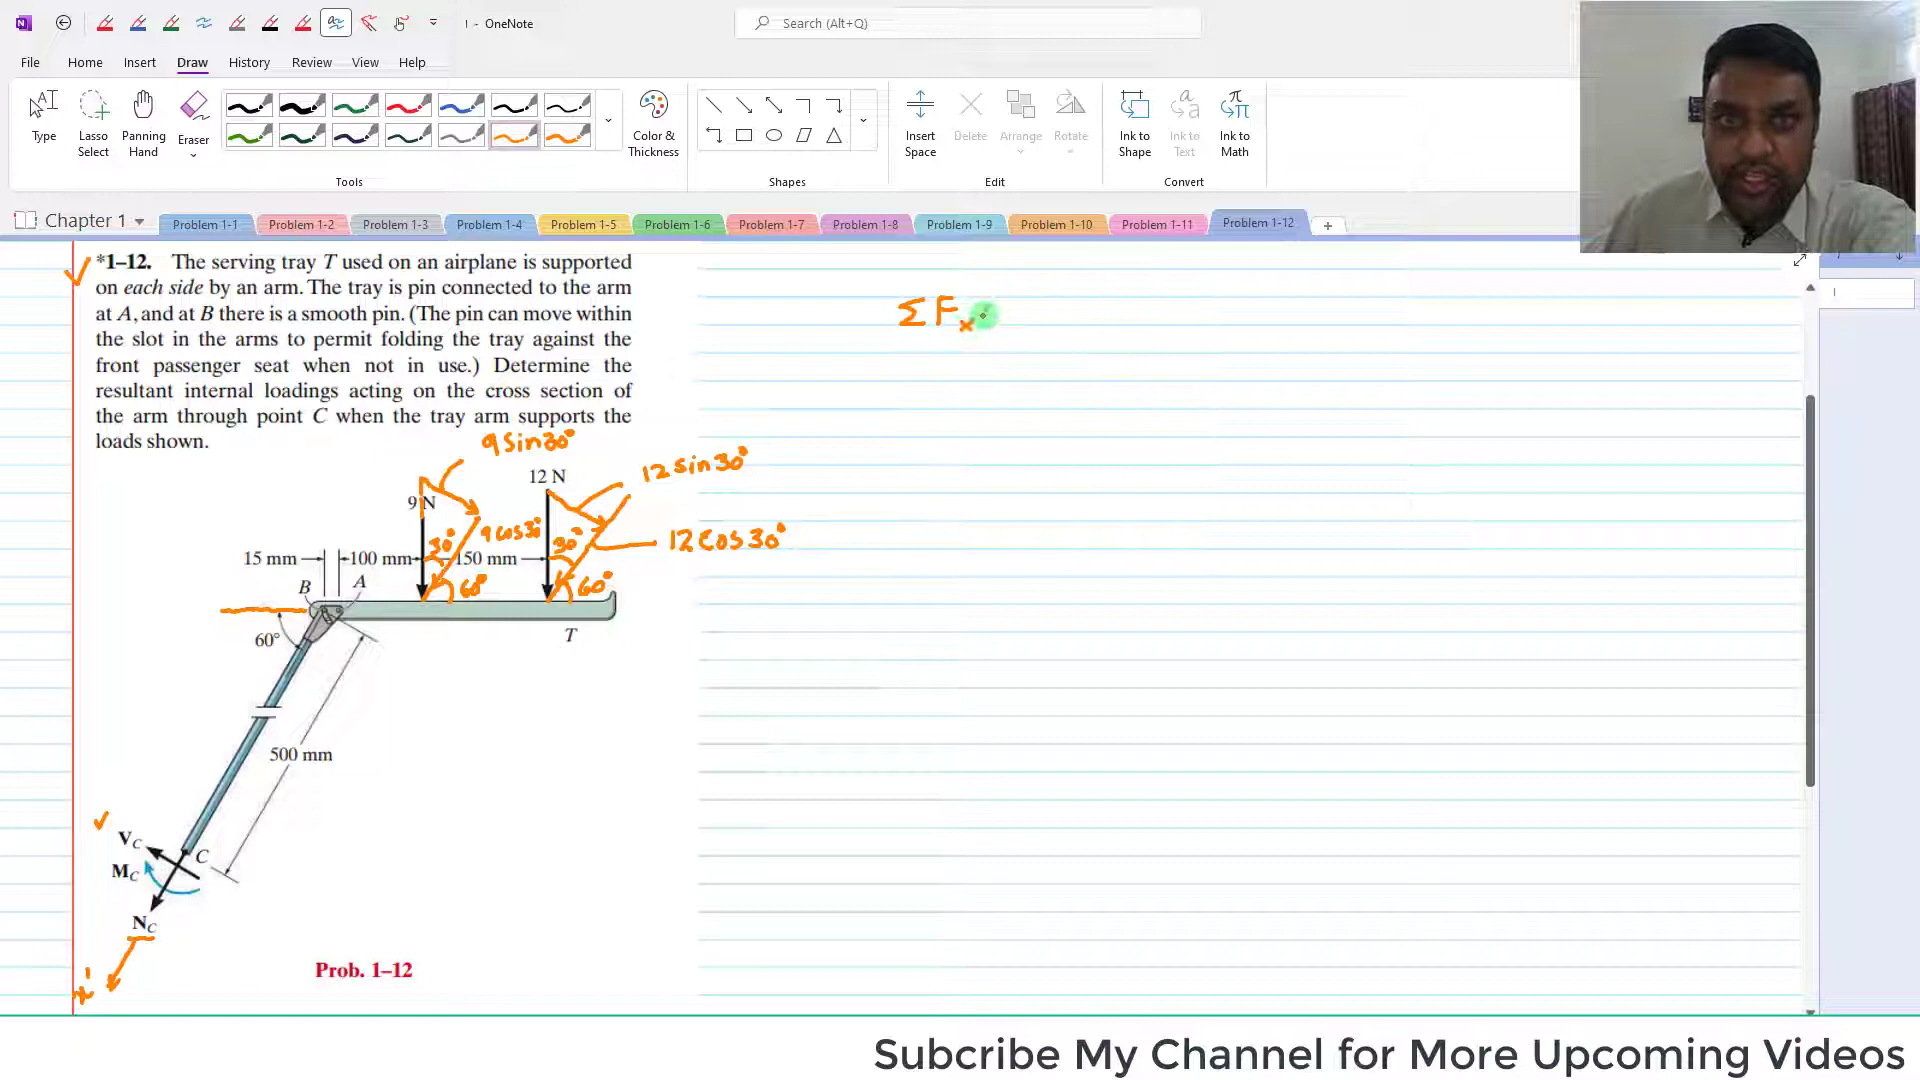 1 - OneNote
Search (Alt+Q)
File Home Insert Draw History Review View Help
Type
Lasso Select
Panning Hand
Eraser
Color & Thickness
Insert Space
Delete
Arrange
Rotate
Ink to Shape
Ink to Text
Ink to Math
Tools
Shapes
Edit
Convert
Chapter 1
Problem 1-1
Problem 1-2
Problem 1-3
Problem 1-4
Problem 1-5
Problem 1-6
Problem 1-7
Problem 1-8
Problem 1-9
Problem 1-10
Problem 1-11
Problem 1-12
*1–12. The serving tray T used on an airplane is supported
on each side by an arm. The tray is pin connected to the arm
at A, and at B there is a smooth pin. (The pin can move within
the slot in the arms to permit folding the tray against the
front passenger seat when not in use.) Determine the
resultant internal loadings acting on the cross section of
the arm through point C when the tray arm supports the
loads shown.
ΣFx
9 sin30°
12 sin30°
12 N
9 N
9 cos30°
12 cos30°
30°
30°
15 mm
100 mm
150 mm
B
A
60°
60°
60°
T
500 mm
VC
C
MC
NC
x'
Prob. 1–12
Subcribe My Channel for More Upcoming Videos